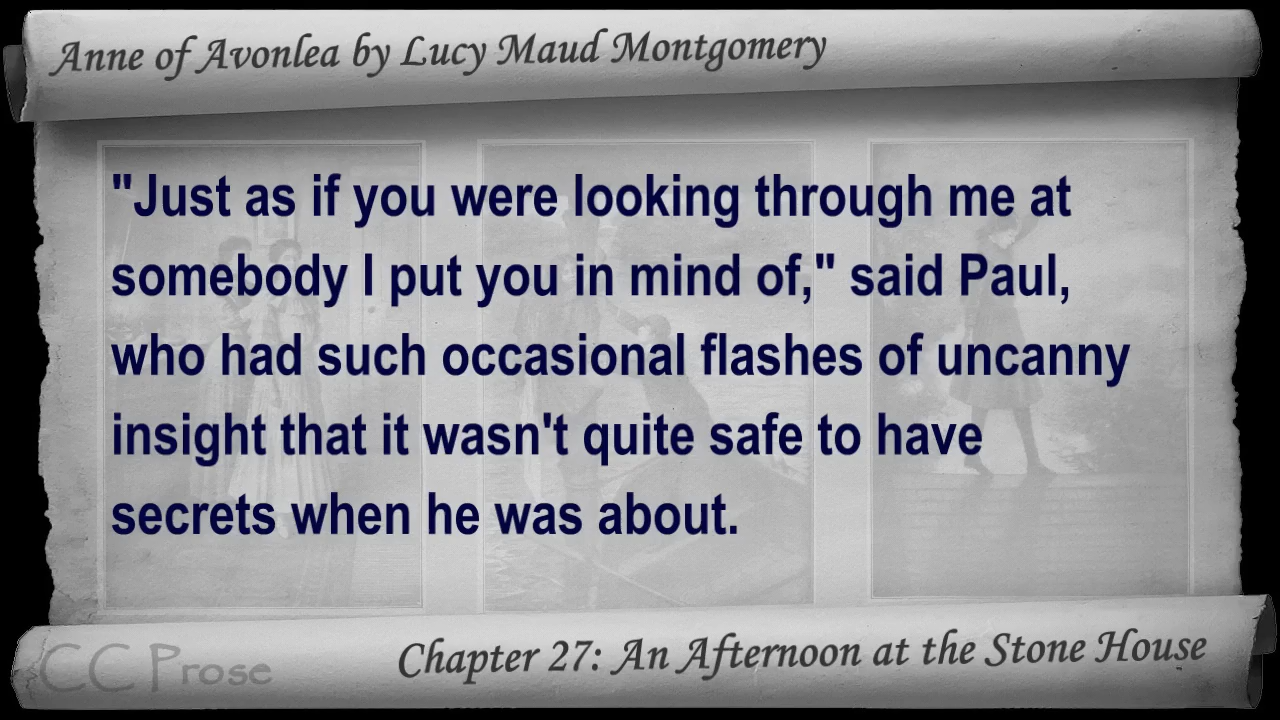 Anne of Avonlea by Lucy Maud Montgomery
"Just as if you were looking through me at
somebody I put you in mind of," said Paul,
who had such occasional flashes of uncanny
insight that it wasn't quite safe to have
secrets when he was about.
CC Prose
Chapter 27: An Afternoon at the Stone House